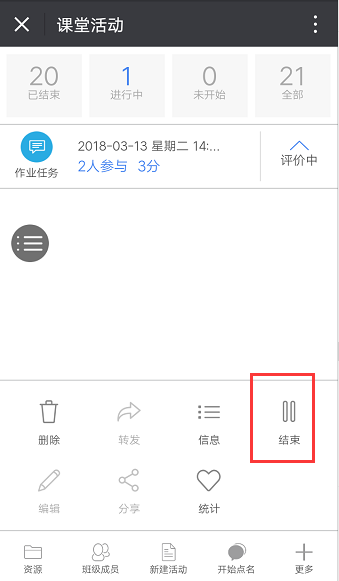 课堂活动
20 1 0 21
已结束 进行中 未开始 全部
2018-03-13 星期二 14:...
作业任务 2人参与 3分 评价中
删除 转发 信息 结束
编辑 分享 统计
资源 班级成员 新建活动 开始点名 更多